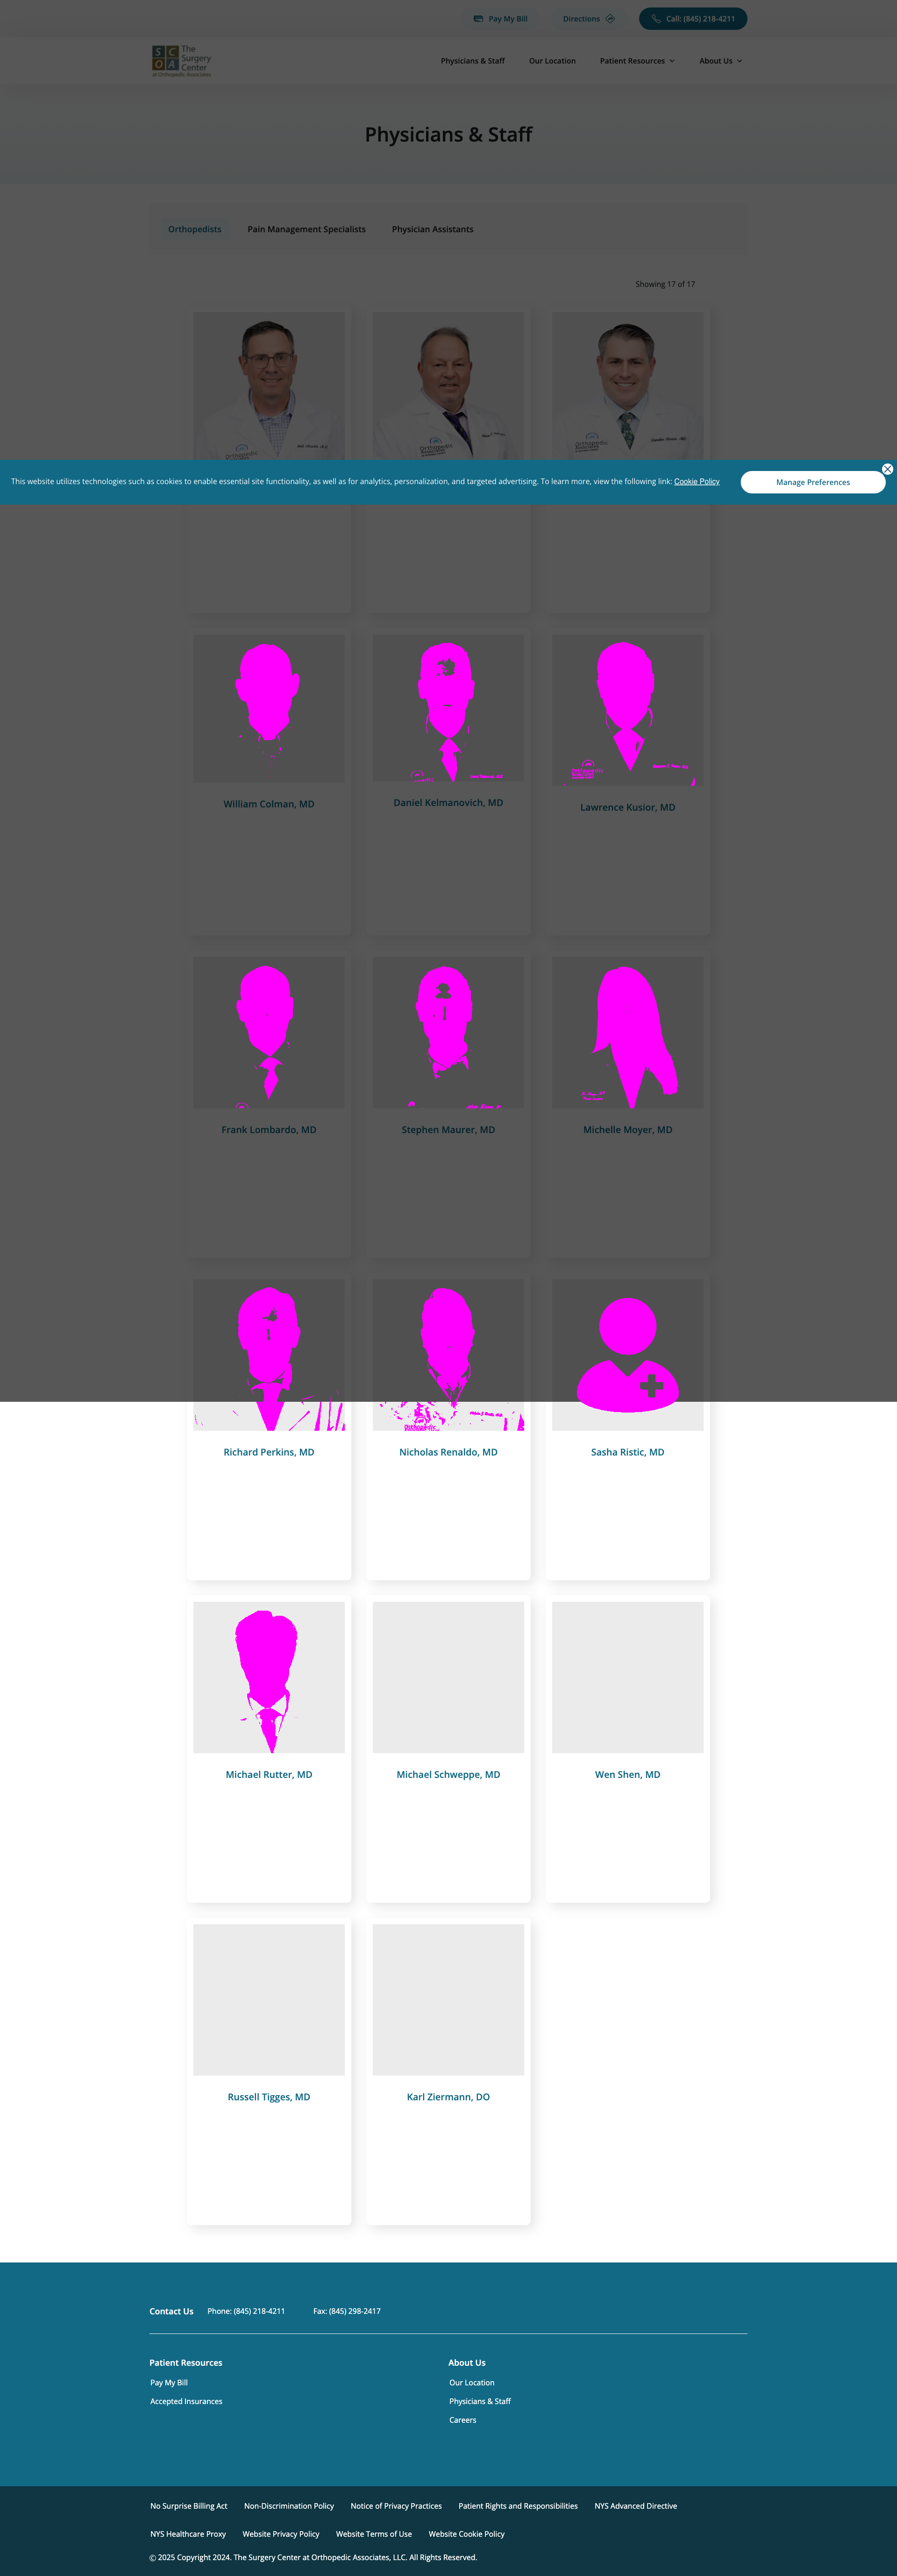 Pay My Bill
Directions
Call: (845) 218-4211
SCOA The Surgery Center
at Orthopedic Associates
Physicians & Staff
Our Location
Patient Resources
About Us
Physicians & Staff
Orthopedists
Pain Management Specialists
Physician Assistants
Showing 17 of 17
Orthopedic
Associates
Orthopedic
Associates
Orthopedic
Associates
This website utilizes technologies such as cookies to enable essential site functionality, as well as for analytics, personalization, and targeted advertising. To learn more, view the following link: Cookie Policy
Manage Preferences
William Colman, MD
Daniel Kelmanovich, MD
Lawrence Kusior, MD
Frank Lombardo, MD
Stephen Maurer, MD
Michelle Moyer, MD
Richard Perkins, MD
Nicholas Renaldo, MD
Sasha Ristic, MD
Michael Rutter, MD
Michael Schweppe, MD
Wen Shen, MD
Russell Tigges, MD
Karl Ziermann, DO
Contact Us
Phone: (845) 218-4211
Fax: (845) 298-2417
Patient Resources
About Us
Pay My Bill
Our Location
Accepted Insurances
Physicians & Staff
Careers
No Surprise Billing Act
Non-Discrimination Policy
Notice of Privacy Practices
Patient Rights and Responsibilities
NYS Advanced Directive
NYS Healthcare Proxy
Website Privacy Policy
Website Terms of Use
Website Cookie Policy
© 2025 Copyright 2024. The Surgery Center at Orthopedic Associates, LLC. All Rights Reserved.